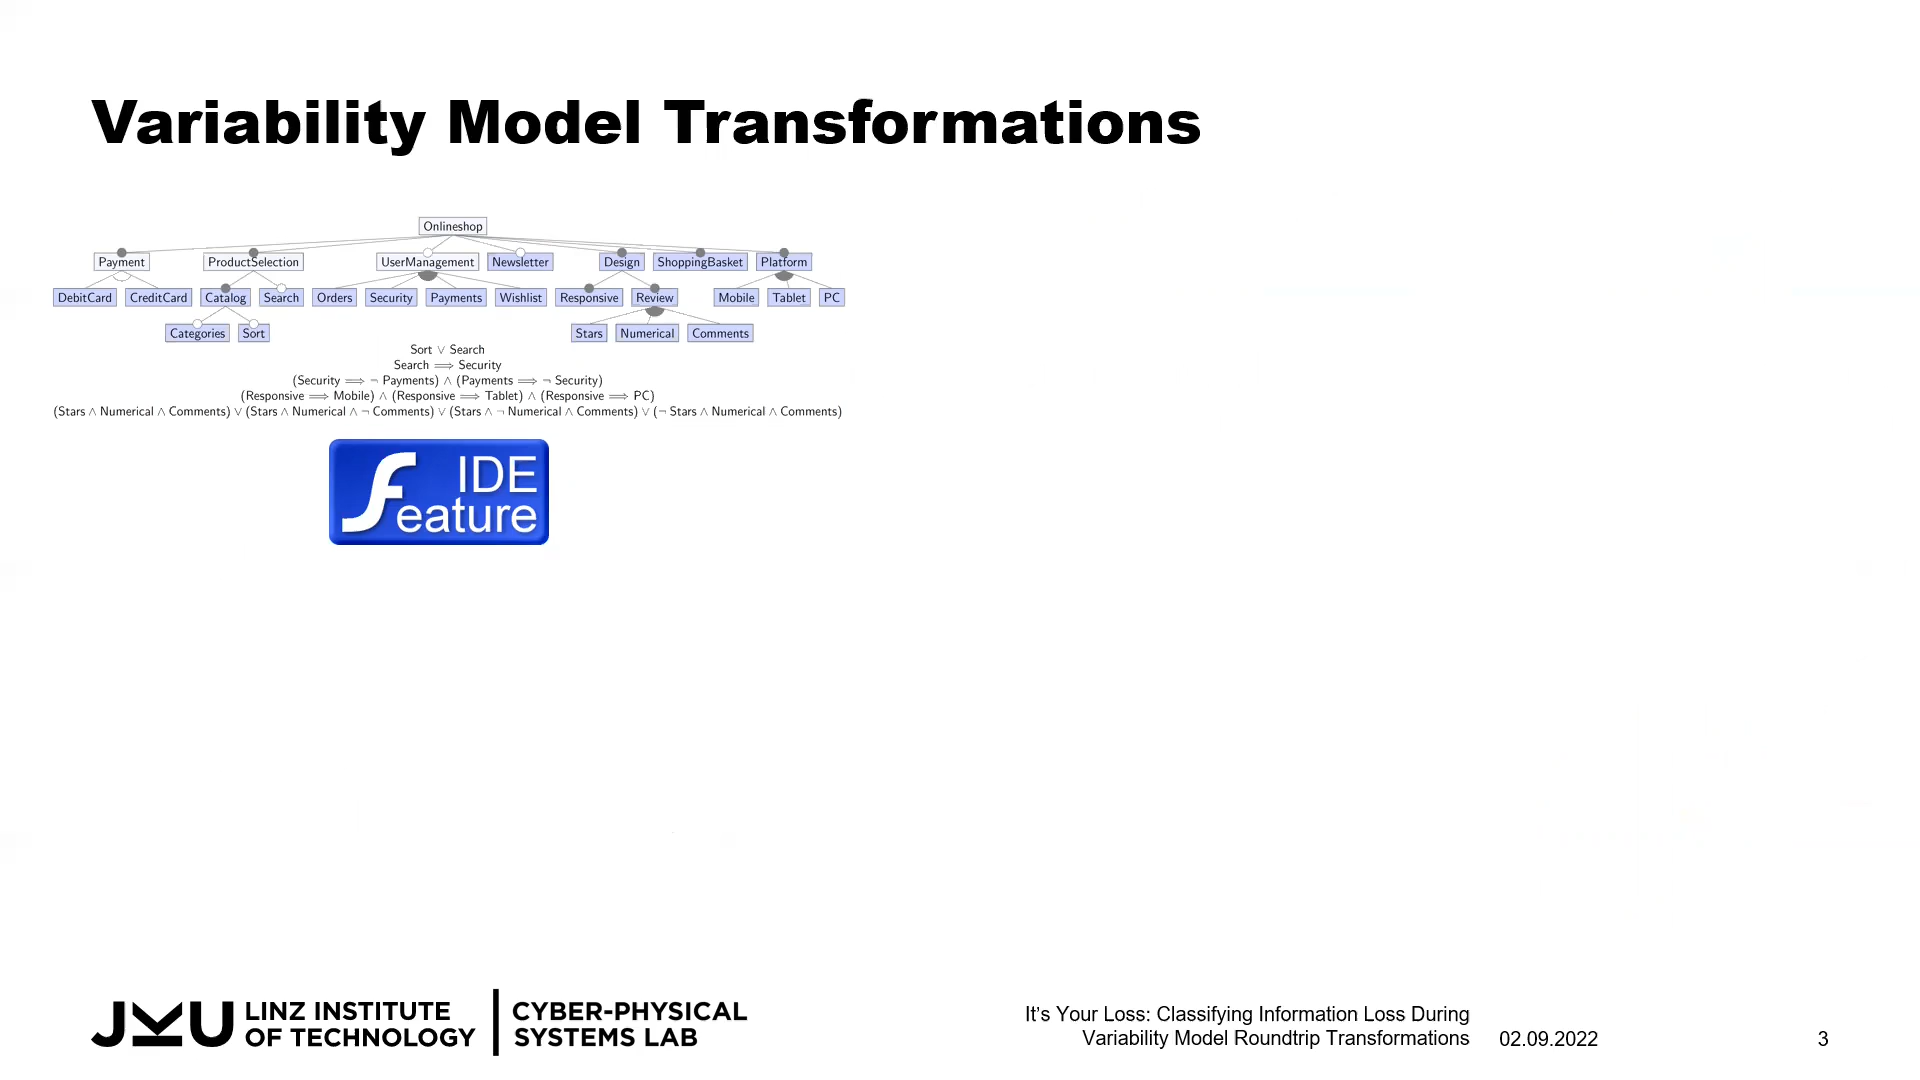 Variability Model Transformations
Onlineshop
Payment ProductSelection UserManagement Newsletter Design ShoppingBasket Platform
DebitCard CreditCard Catalog Search Orders Security Payments Wishlist Responsive Review Mobile Tablet PC
Categories Sort Stars Numerical Comments
Sort ∨ Search
Search ⟹ Security
(Security ⟹ ¬ Payments) ∧ (Payments ⟹ ¬ Security)
(Responsive ⟹ Mobile) ∧ (Responsive ⟹ Tablet) ∧ (Responsive ⟹ PC)
(Stars ∧ Numerical ∧ Comments) ∨ (Stars ∧ Numerical ∧ ¬ Comments) ∨ (Stars ∧ ¬ Numerical ∧ Comments) ∨ (¬ Stars ∧ Numerical ∧ Comments)
IDE
Feature
JKU LINZ INSTITUTE
OF TECHNOLOGY
CYBER-PHYSICAL
SYSTEMS LAB
It's Your Loss: Classifying Information Loss During
Variability Model Roundtrip Transformations
02.09.2022
3